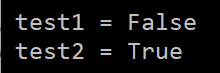 test1 = False
test2 = True